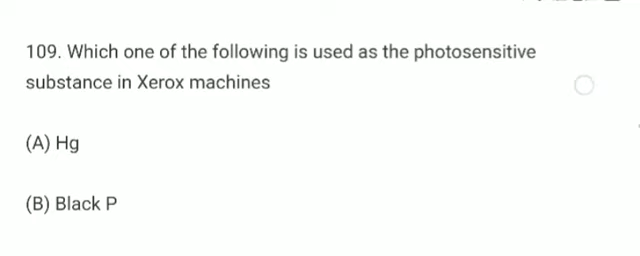 109. Which one of the following is used as the photosensitive
substance in Xerox machines
(A) Hg
(B) Black P